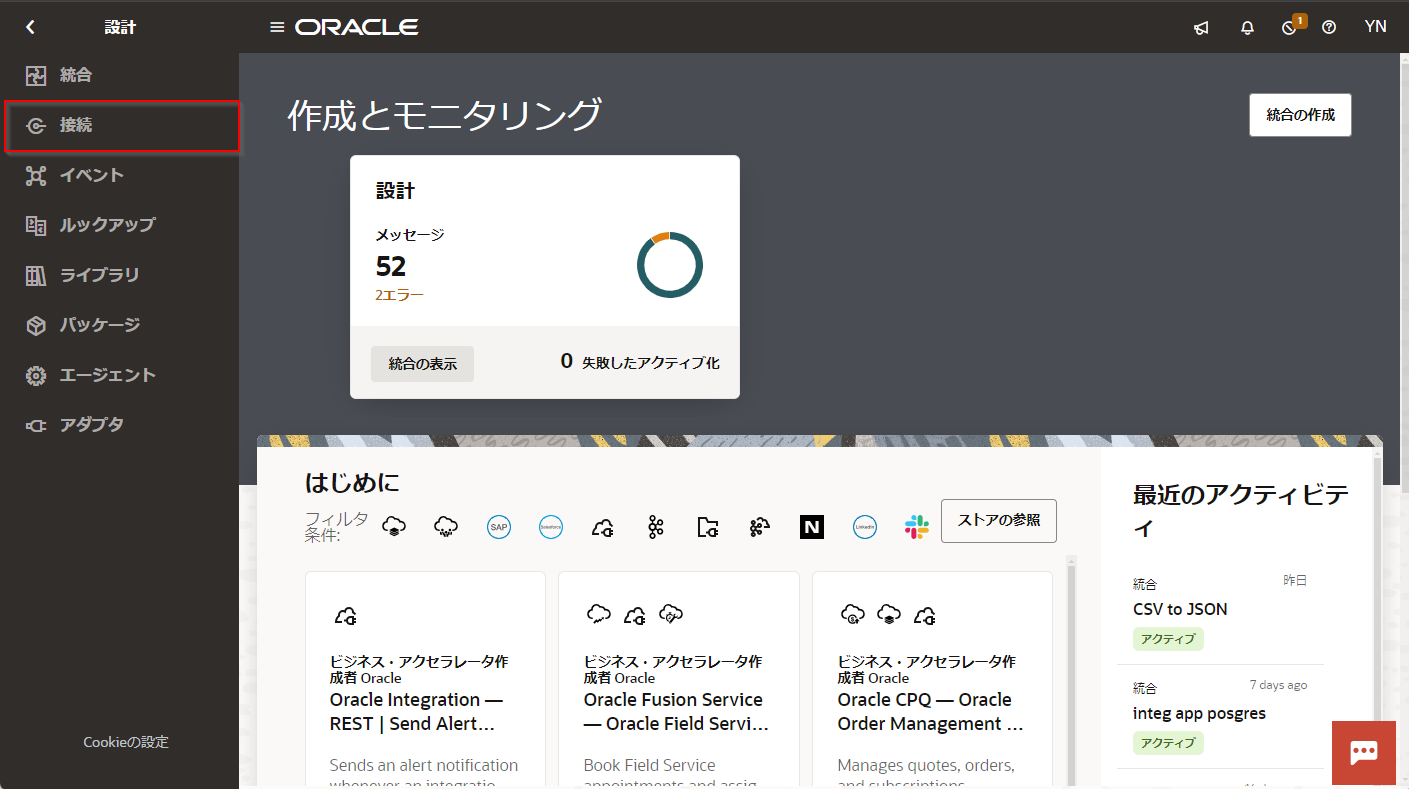 設計
ORACLE
1
YN
統合
接続
イベント
ルックアップ
ライブラリ
パッケージ
エージェント
アダプタ
Cookieの設定
作成とモニタリング
統合の作成
設計
メッセージ
52
2エラー
統合の表示
0 失敗したアクティブ化
はじめに
フィルタ
条件:
SAP
Salesforce
N
LinkedIn
ストアの参照
ビジネス・アクセラレータ作
成者 Oracle
Oracle Integration —
REST | Send Alert...
Sends an alert notification
whenever an integratio
ビジネス・アクセラレータ作
成者 Oracle
Oracle Fusion Service
— Oracle Field Servi...
Book Field Service
appointments and assig
ビジネス・アクセラレータ作
成者 Oracle
Oracle CPQ — Oracle
Order Management ...
Manages quotes, orders,
and subscriptions
最近のアクティビテ
ィ
統合
昨日
CSV to JSON
アクティブ
統合
7 days ago
integ app posgres
アクティブ